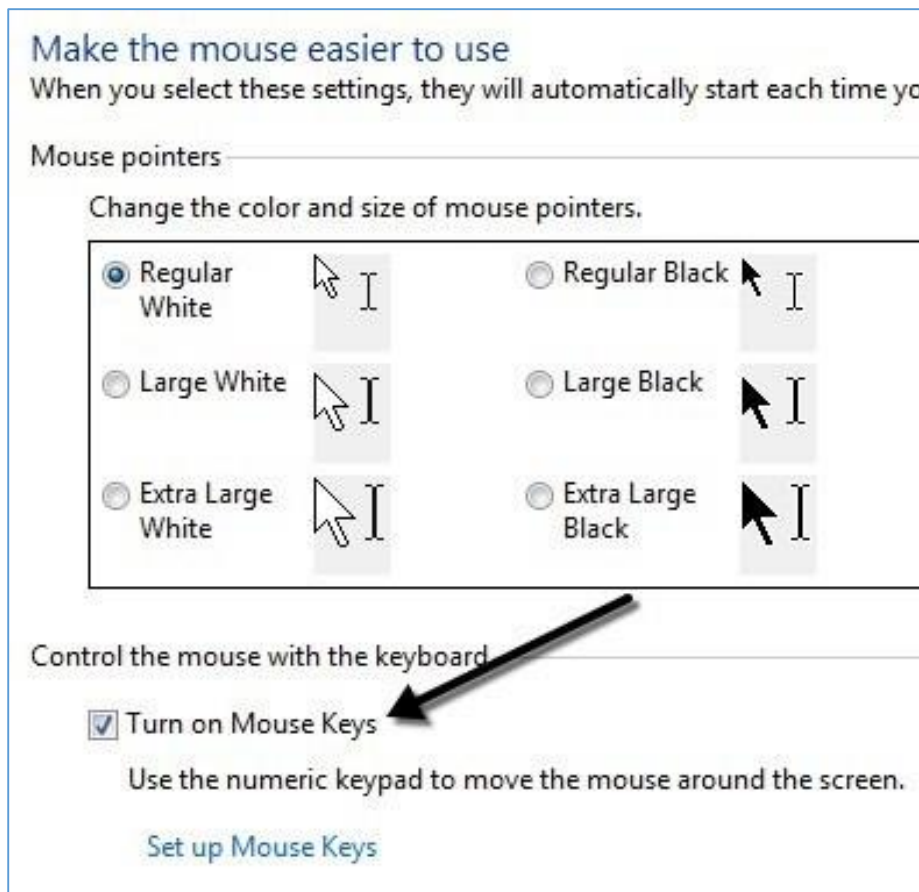 Make the mouse easier to use
When you select these settings, they will automatically start each time yo
Mouse pointers
Change the color and size of mouse pointers.
Regular
White
Regular Black
Large White
Large Black
Extra Large
White
Extra Large
Black
Control the mouse with the keyboard
Turn on Mouse Keys
Use the numeric keypad to move the mouse around the screen.
Set up Mouse Keys